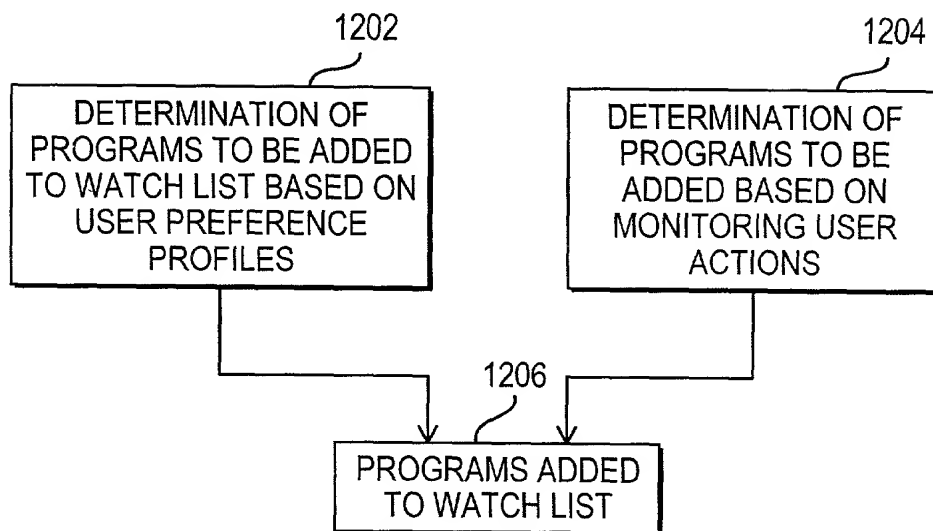 1202
DETERMINATION OF
PROGRAMS TO BE ADDED
TO WATCH LIST BASED ON
USER PREFERENCE
PROFILES
1204
DETERMINATION OF
PROGRAMS TO BE
ADDED BASED ON
MONITORING USER
ACTIONS
1206
PROGRAMS ADDED
TO WATCH LIST